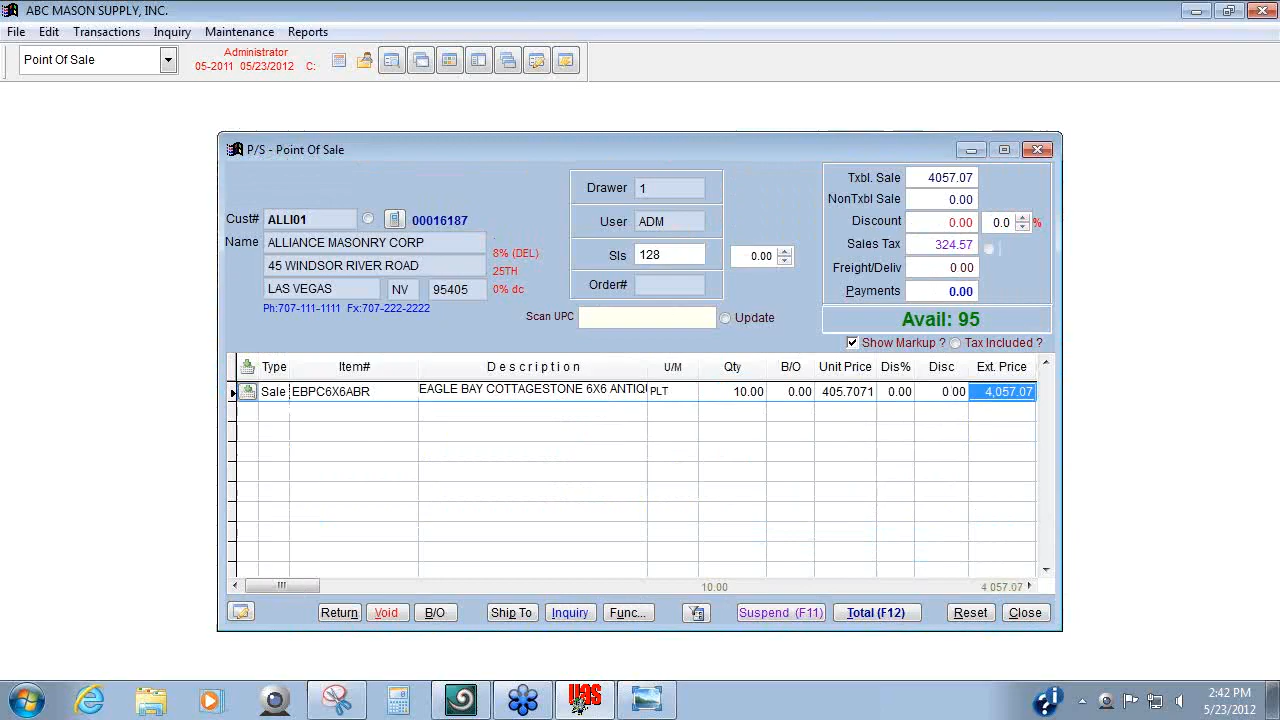 ABC MASON SUPPLY, INC.
File Edit Transactions Inquiry Maintenance Reports
Point Of Sale
Administrator
05-2011 05/23/2012 C:
P/S - Point Of Sale
Cust# ALLI01 00016187
Name ALLIANCE MASONRY CORP
45 WINDSOR RIVER ROAD
LAS VEGAS NV 95405
Ph:707-111-1111 Fx:707-222-2222
8% (DEL)
25TH
0% dc
Drawer 1
User ADM
Sls 128 0.00
Order#
Scan UPC Update
Txbl. Sale 4057.07
NonTxbl Sale 0.00
Discount 0.00 0.0 %
Sales Tax 324.57
Freight/Deliv 0 00
Payments 0.00
Avail: 95
Show Markup ? Tax Included ?
Type Item# Description U/M Qty B/O Unit Price Dis% Disc Ext. Price
Sale EBPC6X6ABR EAGLE BAY COTTAGESTONE 6X6 ANTIQU PLT 10.00 0.00 405.7071 0.00 0 00 4,057.07
10.00 4 057.07
Return Void B/O Ship To Inquiry Func... Suspend (F11) Total (F12) Reset Close
UGS
2:42 PM
5/23/2012